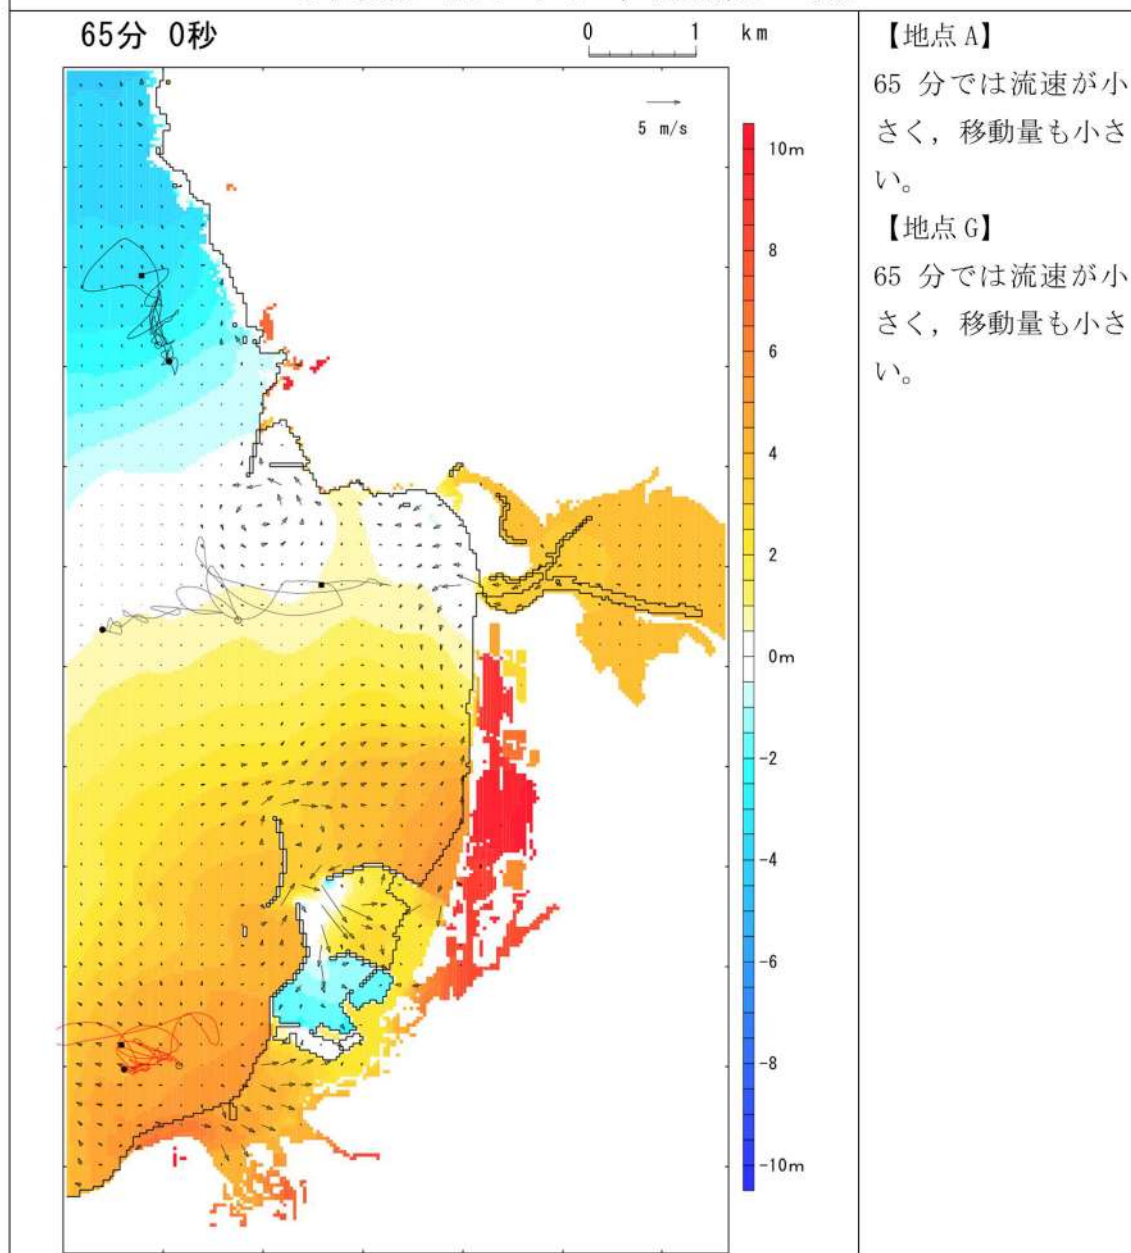 65分 0秒
0 1 km
5 m/s
10m
8
6
4
2
0m
-2
-4
-6
-8
-10m
【地点 A】
65 分では流速が小
さく，移動量も小さ
い。
【地点 G】
65 分では流速が小
さく，移動量も小さ
い。